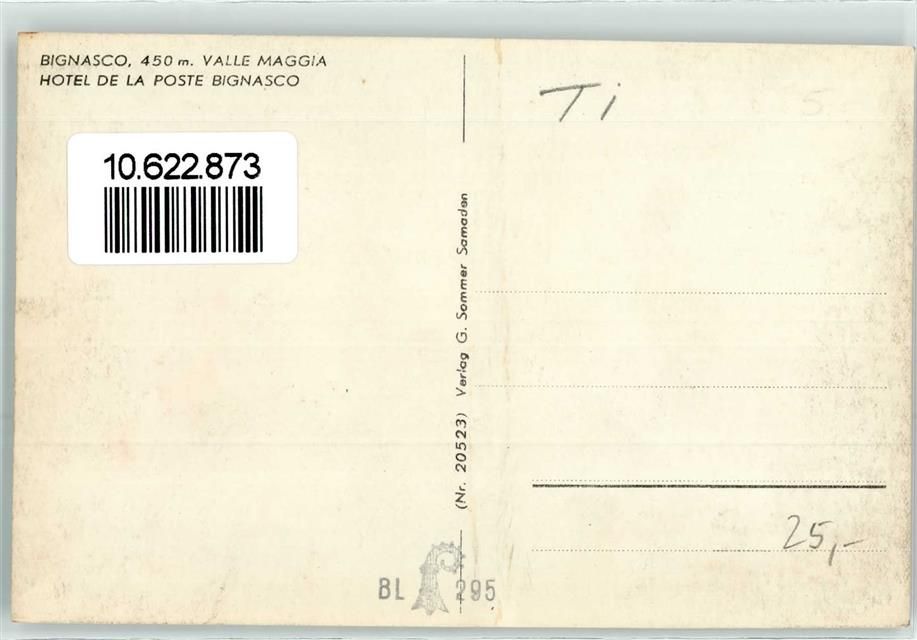 BIGNASCO, 450 m. VALLE MAGGIA
HOTEL DE LA POSTE BIGNASCO
10.622.873
Ti
5
(Nr. 20523) Verlag G. Sommer Samaden
25,-
BL 295